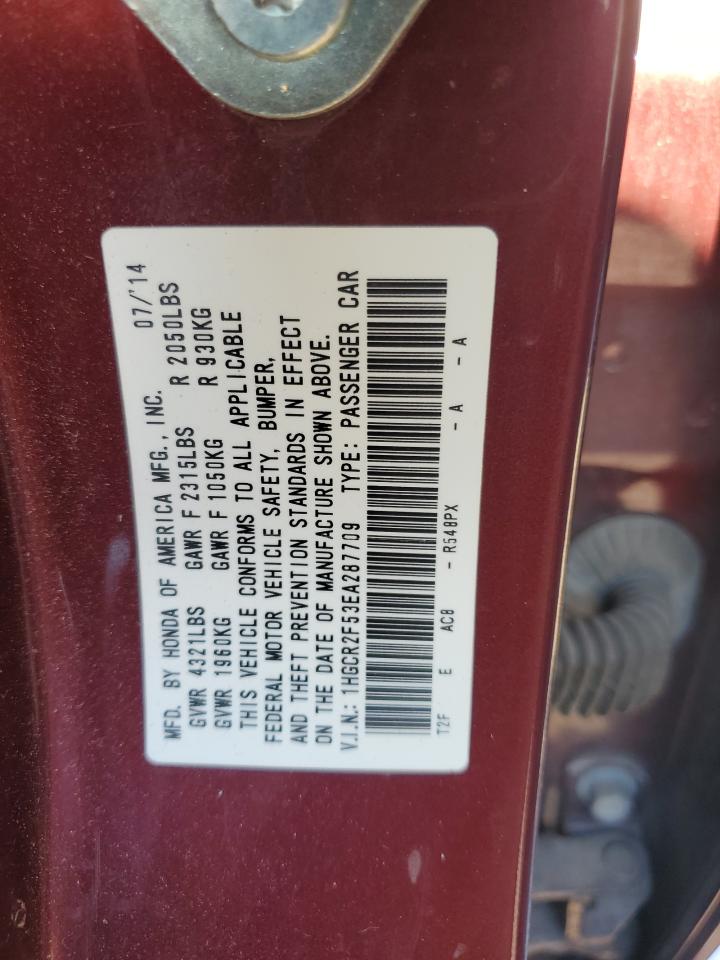 MFD. BY HONDA OF AMERICA MFG., INC. 07/'14
GVWR 4321LBS GAWR F 2315LBS R 2050LBS
GVWR 1960KG GAWR F 1050KG R 930KG
THIS VEHICLE CONFORMS TO ALL APPLICABLE
FEDERAL MOTOR VEHICLE SAFETY, BUMPER,
AND THEFT PREVENTION STANDARDS IN EFFECT
ON THE DATE OF MANUFACTURE SHOWN ABOVE.
V.I.N.: 1HGCR2F53EA287709 TYPE: PASSENGER CAR
T2F E AC8 - R548PX - A - A